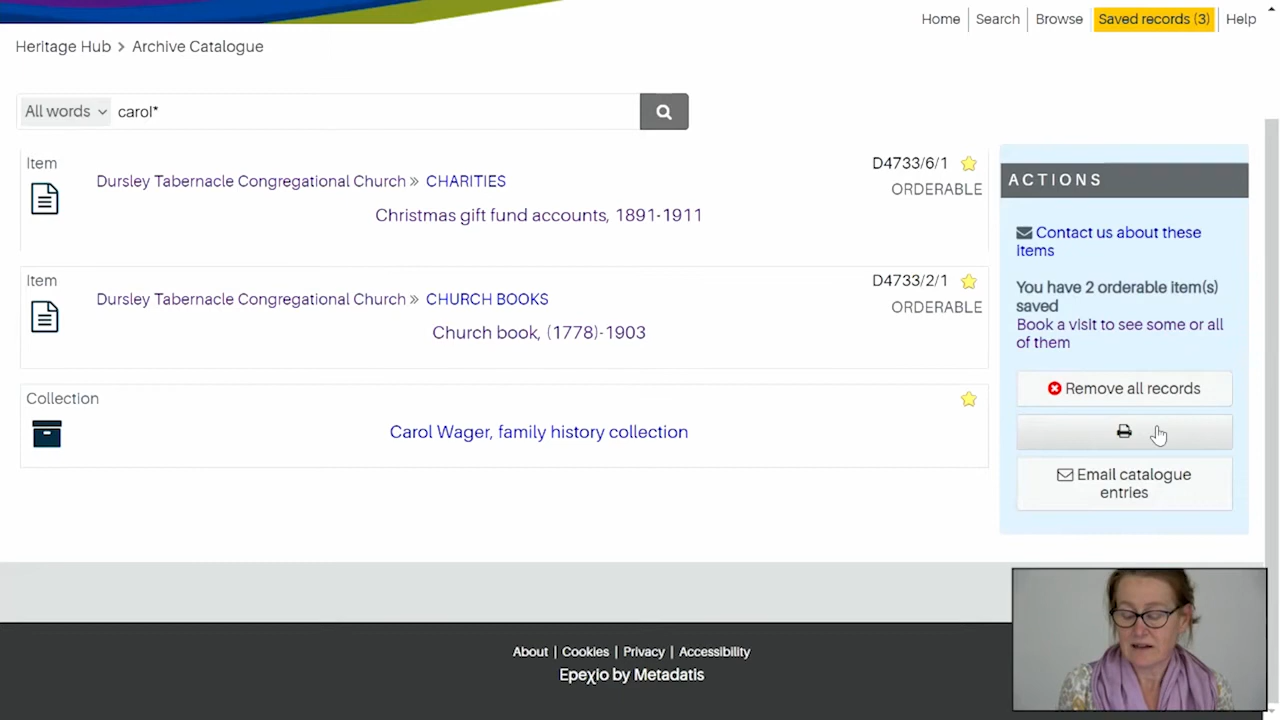 Home | Search | Browse | Saved records (3) | Help
Heritage Hub > Archive Catalogue
All words carol*
Item
D4733/6/1
Dursley Tabernacle Congregational Church » CHARITIES
ORDERABLE
Christmas gift fund accounts, 1891-1911
Item
D4733/2/1
Dursley Tabernacle Congregational Church » CHURCH BOOKS
ORDERABLE
Church book, (1778)-1903
Collection
Carol Wager, family history collection
ACTIONS
Contact us about these
items
You have 2 orderable item(s)
saved
Book a visit to see some or all
of them
Remove all records
Email catalogue
entries
About | Cookies | Privacy | Accessibility
Epeχio by Metadatis